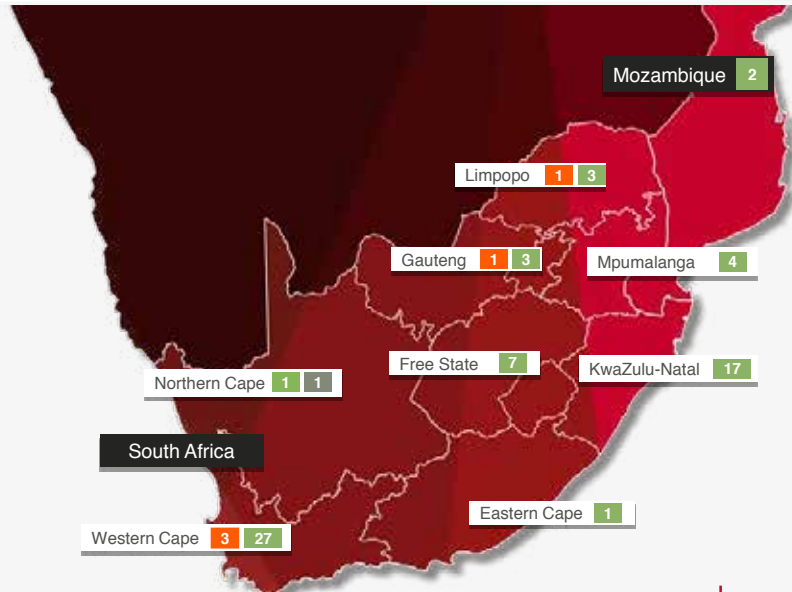 Mozambique 2
Limpopo 1 3
Gauteng 1 3
Mpumalanga 4
Free State 7
KwaZulu-Natal 17
Northern Cape 1 1
South Africa
Eastern Cape 1
Western Cape 3 27